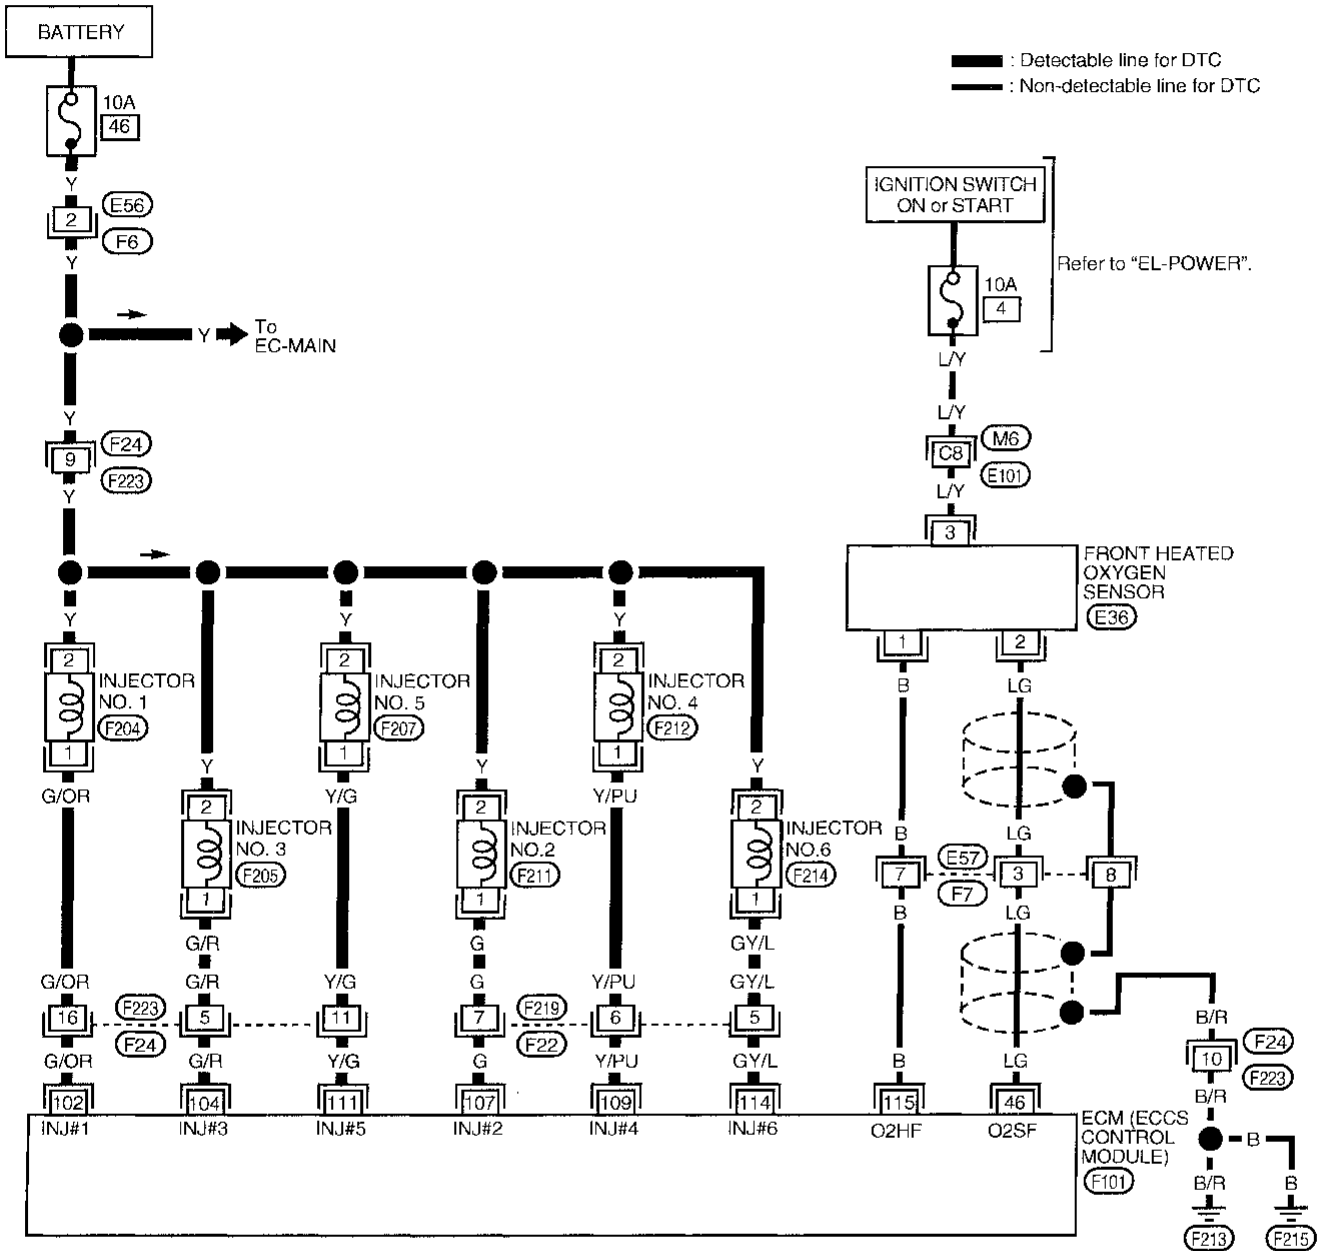 BATTERY
10A
46
Y
2
E56
F6
Y
To
Y
EC-MAIN
Y
9
F24
F223
Y
: Detectable line for DTC
: Non-detectable line for DTC
IGNITION SWITCH
ON or START
Refer to “EL-POWER”.
10A
4
L/Y
L/Y
C8
M6
E101
L/Y
3
FRONT HEATED
OXYGEN
SENSOR
E36
1
2
B
LG
Y
Y
Y
2
2
2
INJECTOR
NO. 1
F204
INJECTOR
NO. 5
F207
INJECTOR
NO. 4
F212
1
1
1
G/OR
Y/G
Y/PU
Y
Y
Y
2
2
2
INJECTOR
NO. 3
F205
INJECTOR
NO.2
F211
INJECTOR
NO.6
F214
1
1
1
B
LG
7
E57
F7
3
8
B
LG
G/R
G
GY/L
G/OR
G/R
Y/G
G
Y/PU
GY/L
16
F223
F24
5
11
7
F219
F22
6
5
G/OR
G/R
Y/G
G
Y/PU
GY/L
B
LG
B/R
10
F24
F223
B/R
102
104
111
107
109
114
115
46
INJ#1
INJ#3
INJ#5
INJ#2
INJ#4
INJ#6
O2HF
O2SF
ECM (ECCS
CONTROL
MODULE)
F101
B
B/R
B
F213
F215